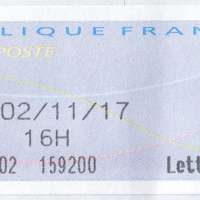 LIQUE FRAN
POSTE
02/11/17
16H
02 159200 Lett